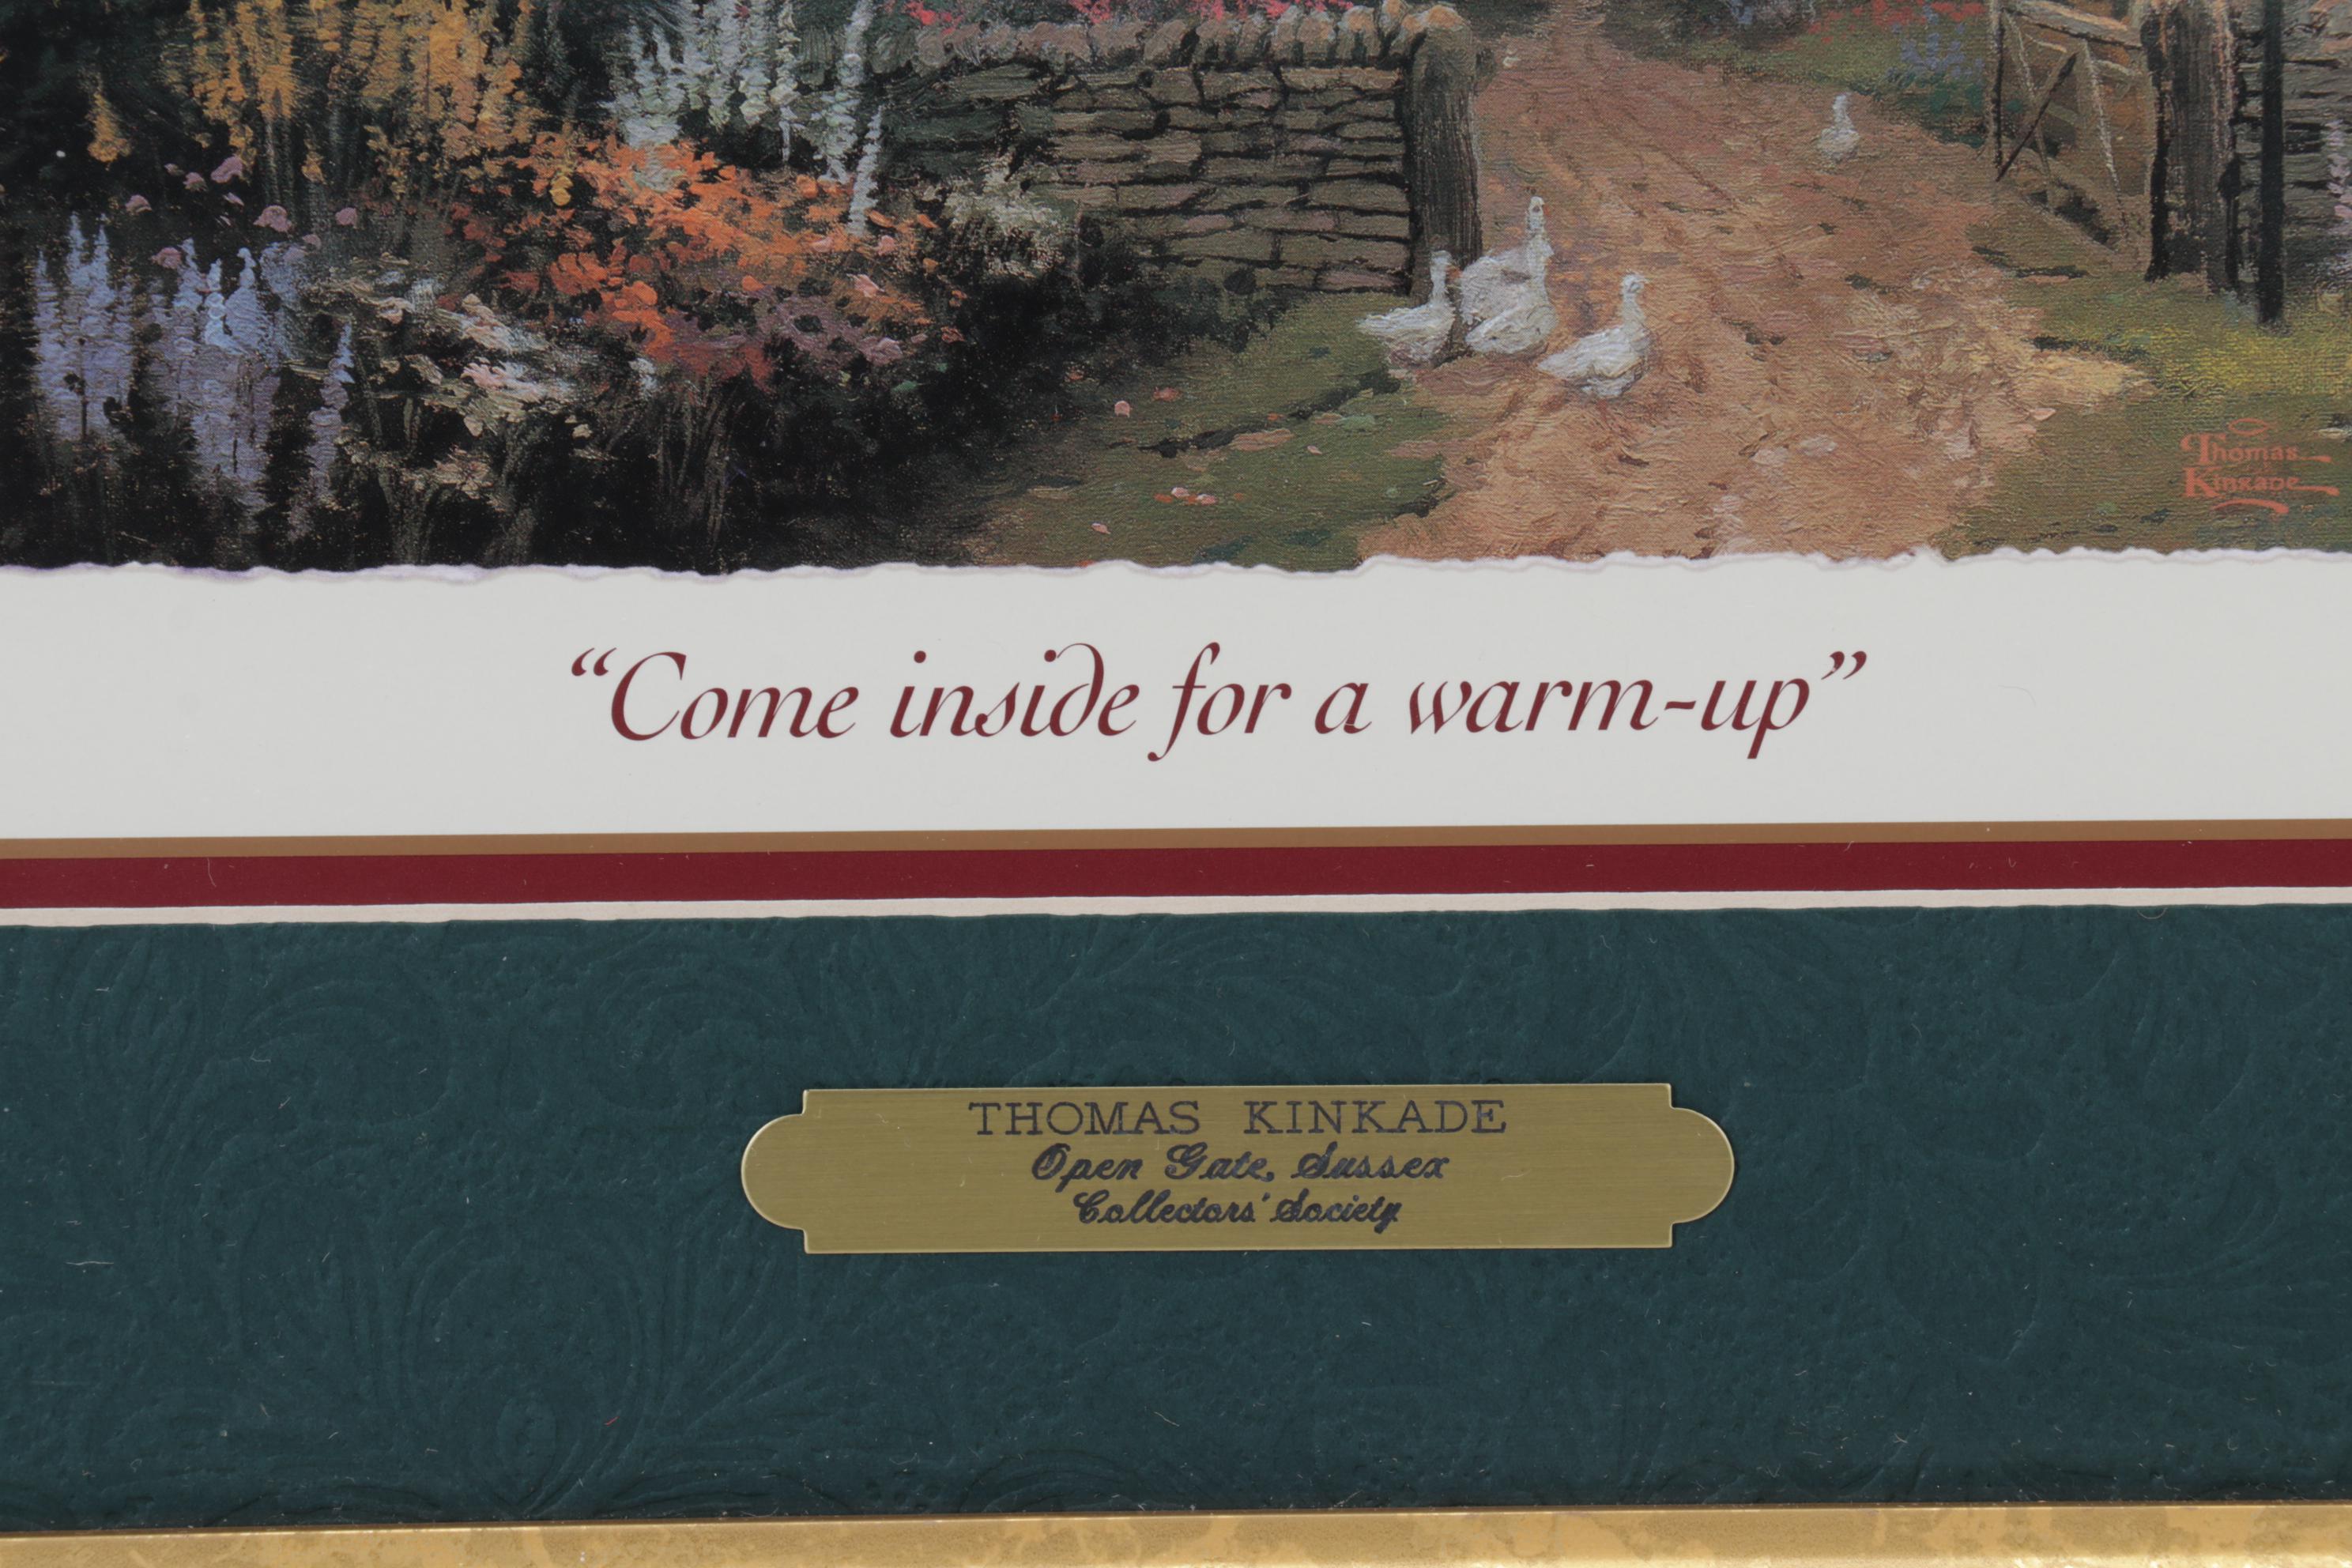 Thomas
Kinkade
“Come inside for a warm-up”
THOMAS KINKADE
Open Gate, Sussex
Collectors' Society